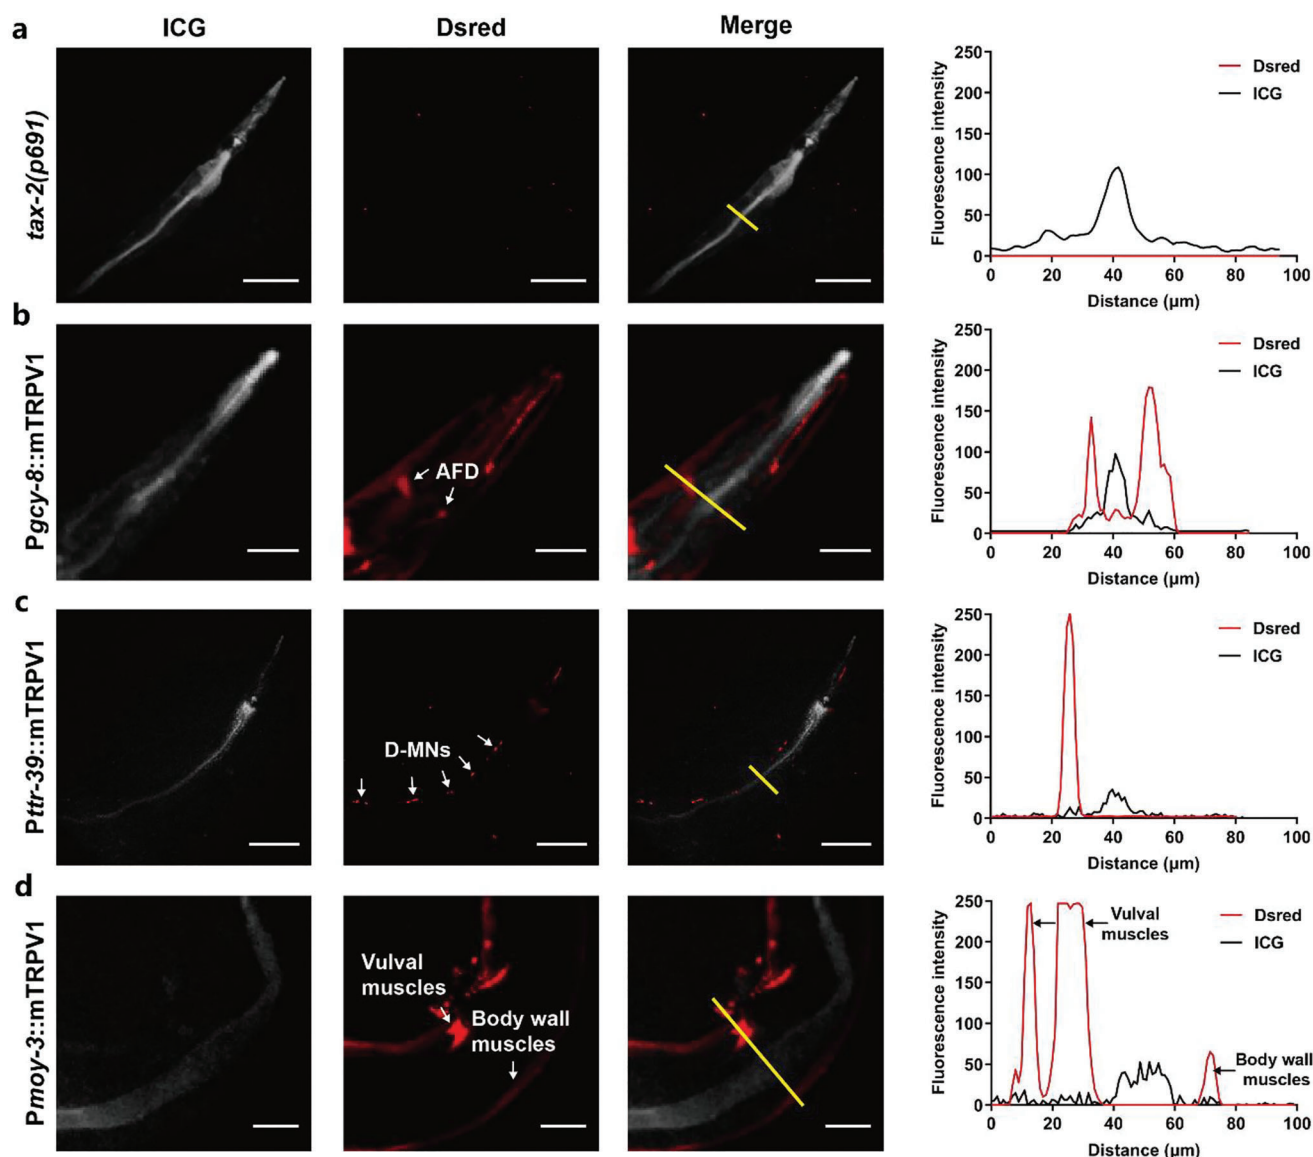 a
ICG
Dsred
Merge
tax-2(p691)
Fluorescence intensity
250
200
150
100
50
0
0 20 40 60 80 100
Distance (μm)
Dsred
ICG
b
Pgcy-8::mTRPV1
AFD
Fluorescence intensity
250
200
150
100
50
0
0 20 40 60 80 100
Distance (μm)
Dsred
ICG
c
Pttr-39::mTRPV1
D-MNs
Fluorescence intensity
250
200
150
100
50
0
0 20 40 60 80 100
Distance (μm)
Dsred
ICG
d
Pmoy-3::mTRPV1
Vulval
muscles
Body wall
muscles
Fluorescence intensity
250
200
150
100
50
0
0 20 40 60 80 100
Distance (μm)
Vulval
muscles
Dsred
ICG
Body wall
muscles